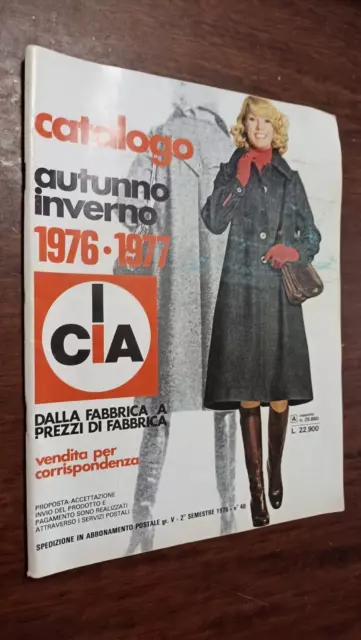 catalogo
autunno
inverno
1976 • 1977
I
CIA
DALLA FABBRICA A
PREZZI DI FABBRICA
vendita per
corrispondenza
PROPOSTA-ACCETTAZIONE
INVIO DEL PRODOTTO E
PAGAMENTO SONO REALIZZATI
ATTRAVERSO I SERVIZI POSTALI
SPEDIZIONE IN ABBONAMENTO POSTALE gr. V - 2° SEMESTRE 1976 - n° 40
A
L. 22.900